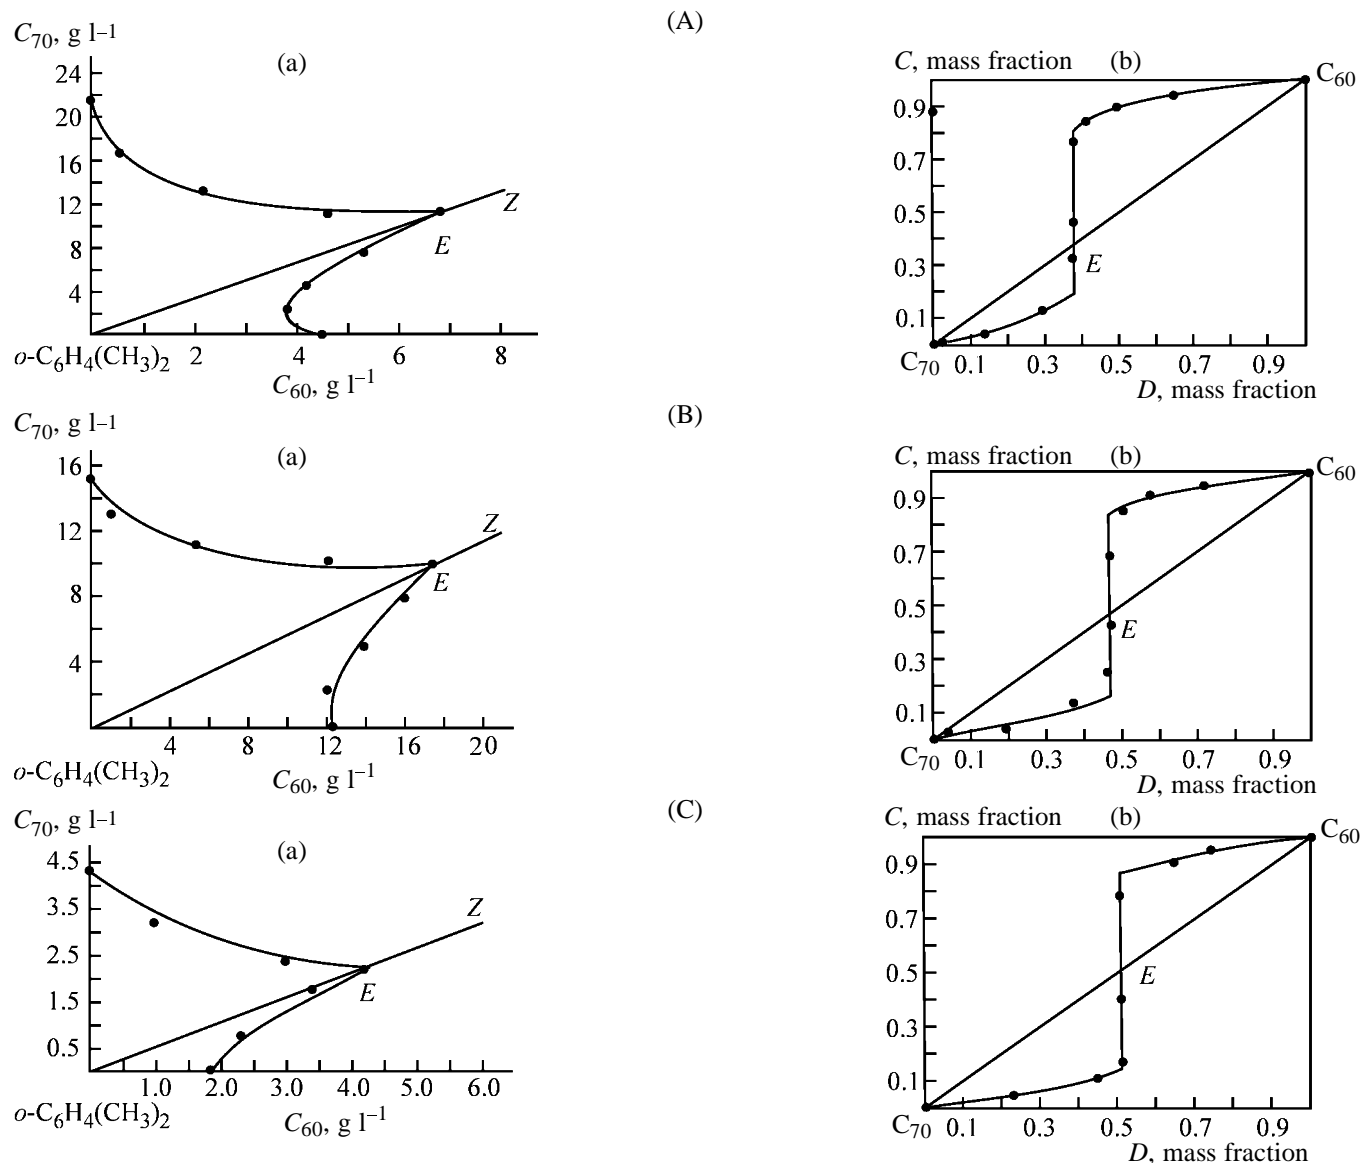 (A)
C70, g l–1
(a)
24
20
16
12
8
4
Z
E
o-C6H4(CH3)2 2 4 6 8
C60, g l–1
C, mass fraction (b)
C60
0.9
0.7
0.5
0.3
0.1
E
C70 0.1 0.3 0.5 0.7 0.9
D, mass fraction
(B)
C70, g l–1
(a)
16
12
8
4
Z
E
4 8 12 16 20
o-C6H4(CH3)2
C60, g l–1
C, mass fraction (b)
C60
0.9
0.7
0.5
0.3
0.1
E
C70 0.1 0.3 0.5 0.7 0.9
D, mass fraction
(C)
C70, g l–1
(a)
4.5
3.5
2.5
1.5
0.5
Z
E
1.0 2.0 3.0 4.0 6.0
o-C6H4(CH3)2
C60, g l–1
C, mass fraction (b)
C60
0.9
0.7
0.5
0.3
0.1
E
C70 0.1 0.3 0.5 0.7 0.9
D, mass fraction